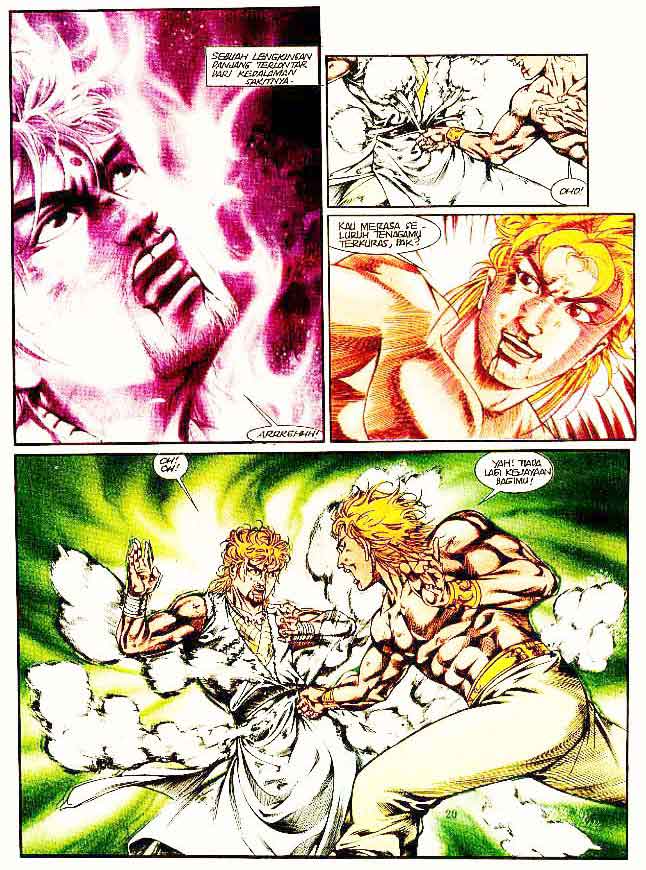 SEBUAH LENGKINGAN
PANJANG TERLONTAR
DARI KEDALAMAN
SAKITNYA.
OHO!
KAU MERASA SE-
LURUH TENAGAMU
TERKURAS, PAK?
ARRRGHHH!
OH!
OH!
YAH! TIADA
LAGI KEJAYAAN
BAGIMU!
20